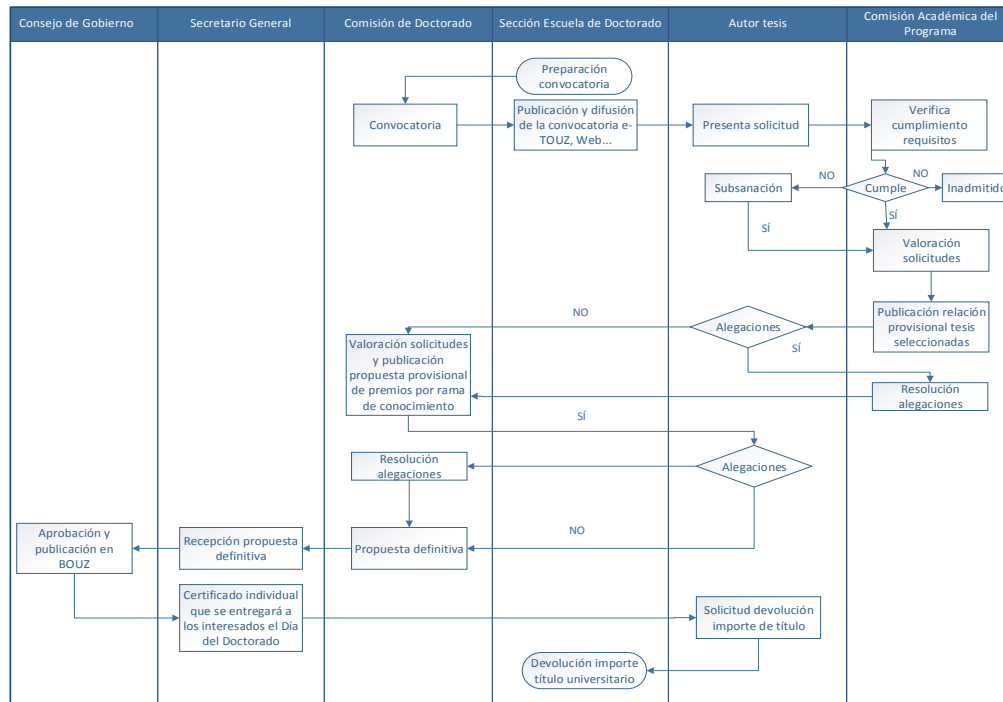 Consejo de Gobierno
Secretario General
Comisión de Doctorado
Sección Escuela de Doctorado
Autor tesis
Comisión Académica del
Programa
Preparación
convocatoria
Convocatoria
Publicación y difusión
de la convocatoria e-
TOUZ, Web...
Presenta solicitud
Verifica
cumplimiento
requisitos
NO
NO
Subsanación
Cumple
Inadmitido
SÍ
SÍ
Valoración
solicitudes
NO
Alegaciones
Publicación relación
provisional tesis
seleccionadas
SÍ
Valoración solicitudes
y publicación
propuesta provisional
de premios por rama
de conocimiento
Resolución
alegaciones
SÍ
Resolución
alegaciones
Alegaciones
NO
Aprobación y
publicación en
BOUZ
Recepción propuesta
definitiva
Propuesta definitiva
Certificado individual
que se entregará a
los interesados el Día
del Doctorado
Solicitud devolución
importe de título
Devolución importe
título universitario